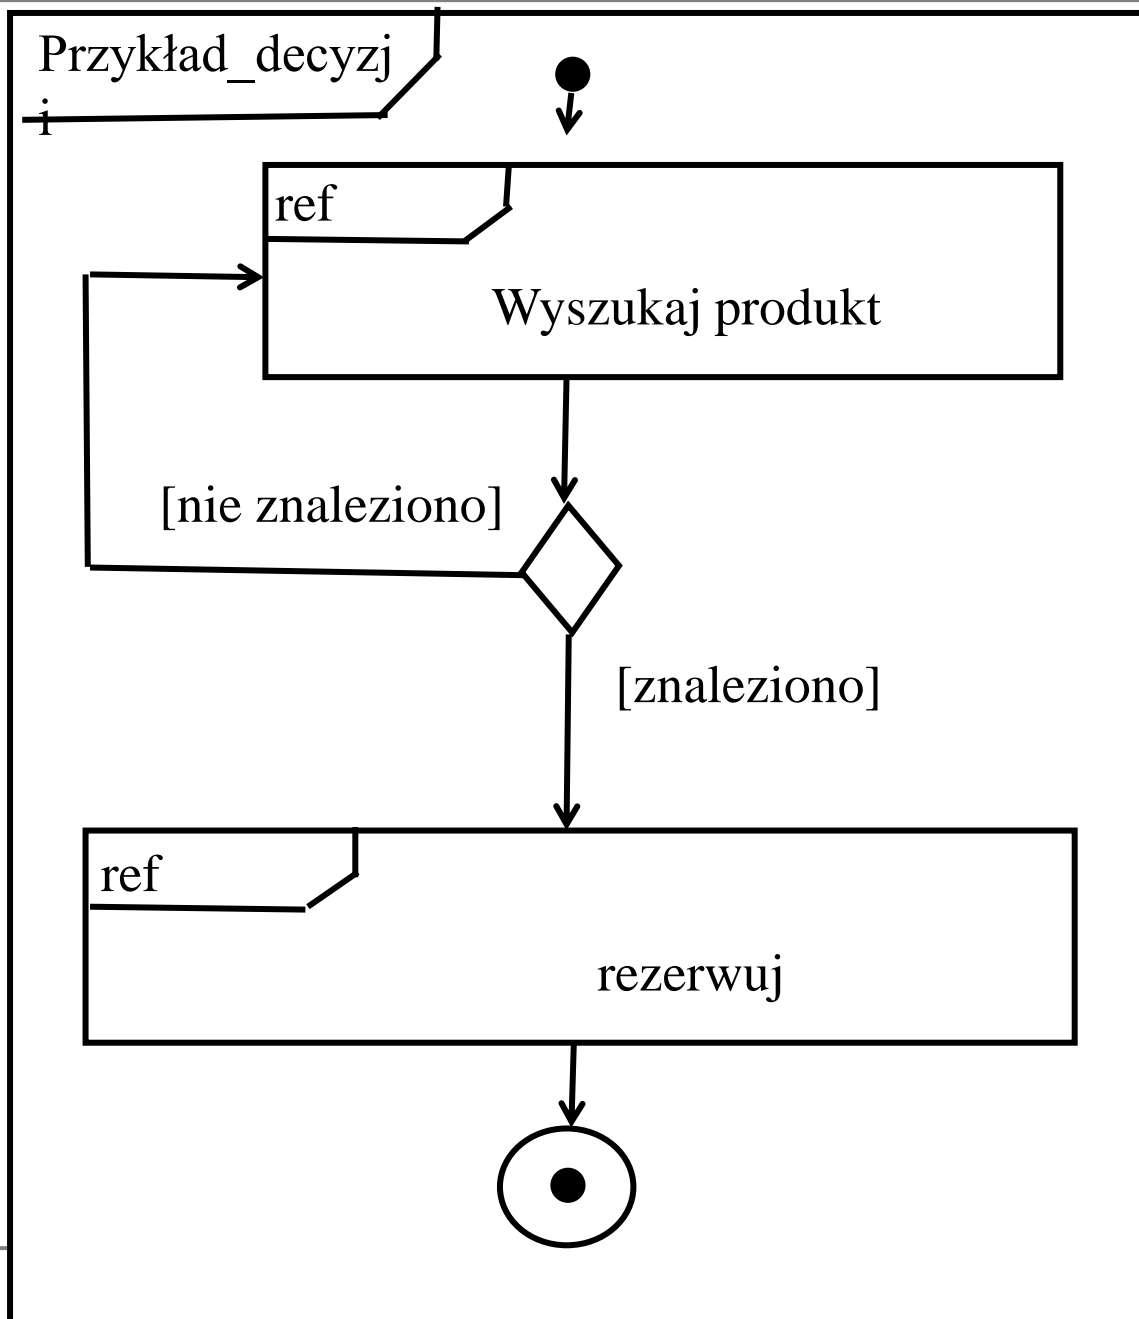 Przykład_decyzj
i
ref
Wyszukaj produkt
[nie znaleziono]
[znaleziono]
ref
rezerwuj